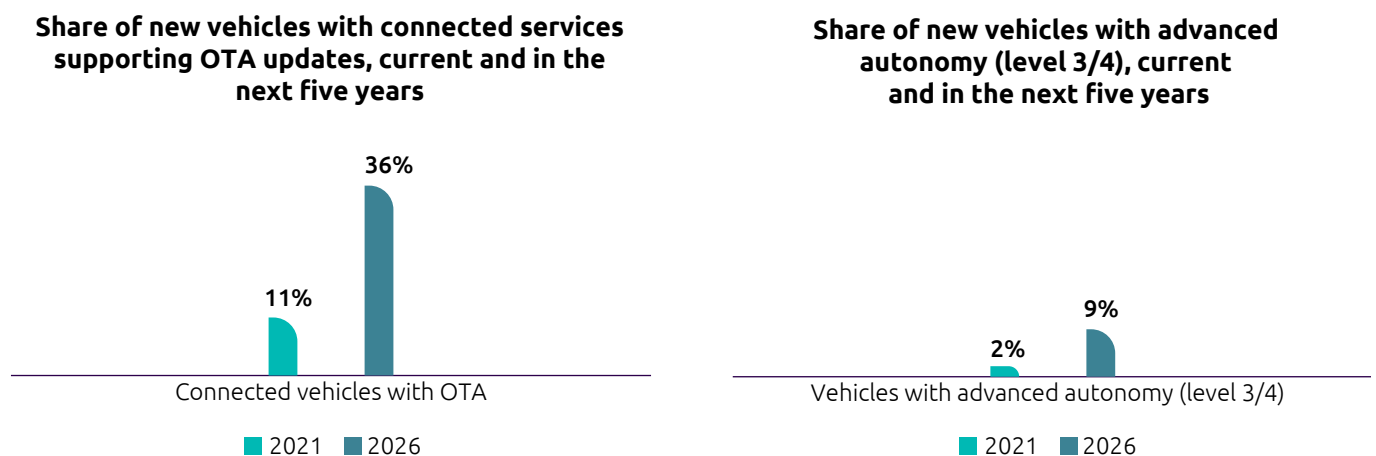 Share of new vehicles with connected services
supporting OTA updates, current and in the
next five years
36%
11%
Connected vehicles with OTA
2021 2026
Share of new vehicles with advanced
autonomy (level 3/4), current
and in the next five years
9%
2%
Vehicles with advanced autonomy (level 3/4)
2021 2026